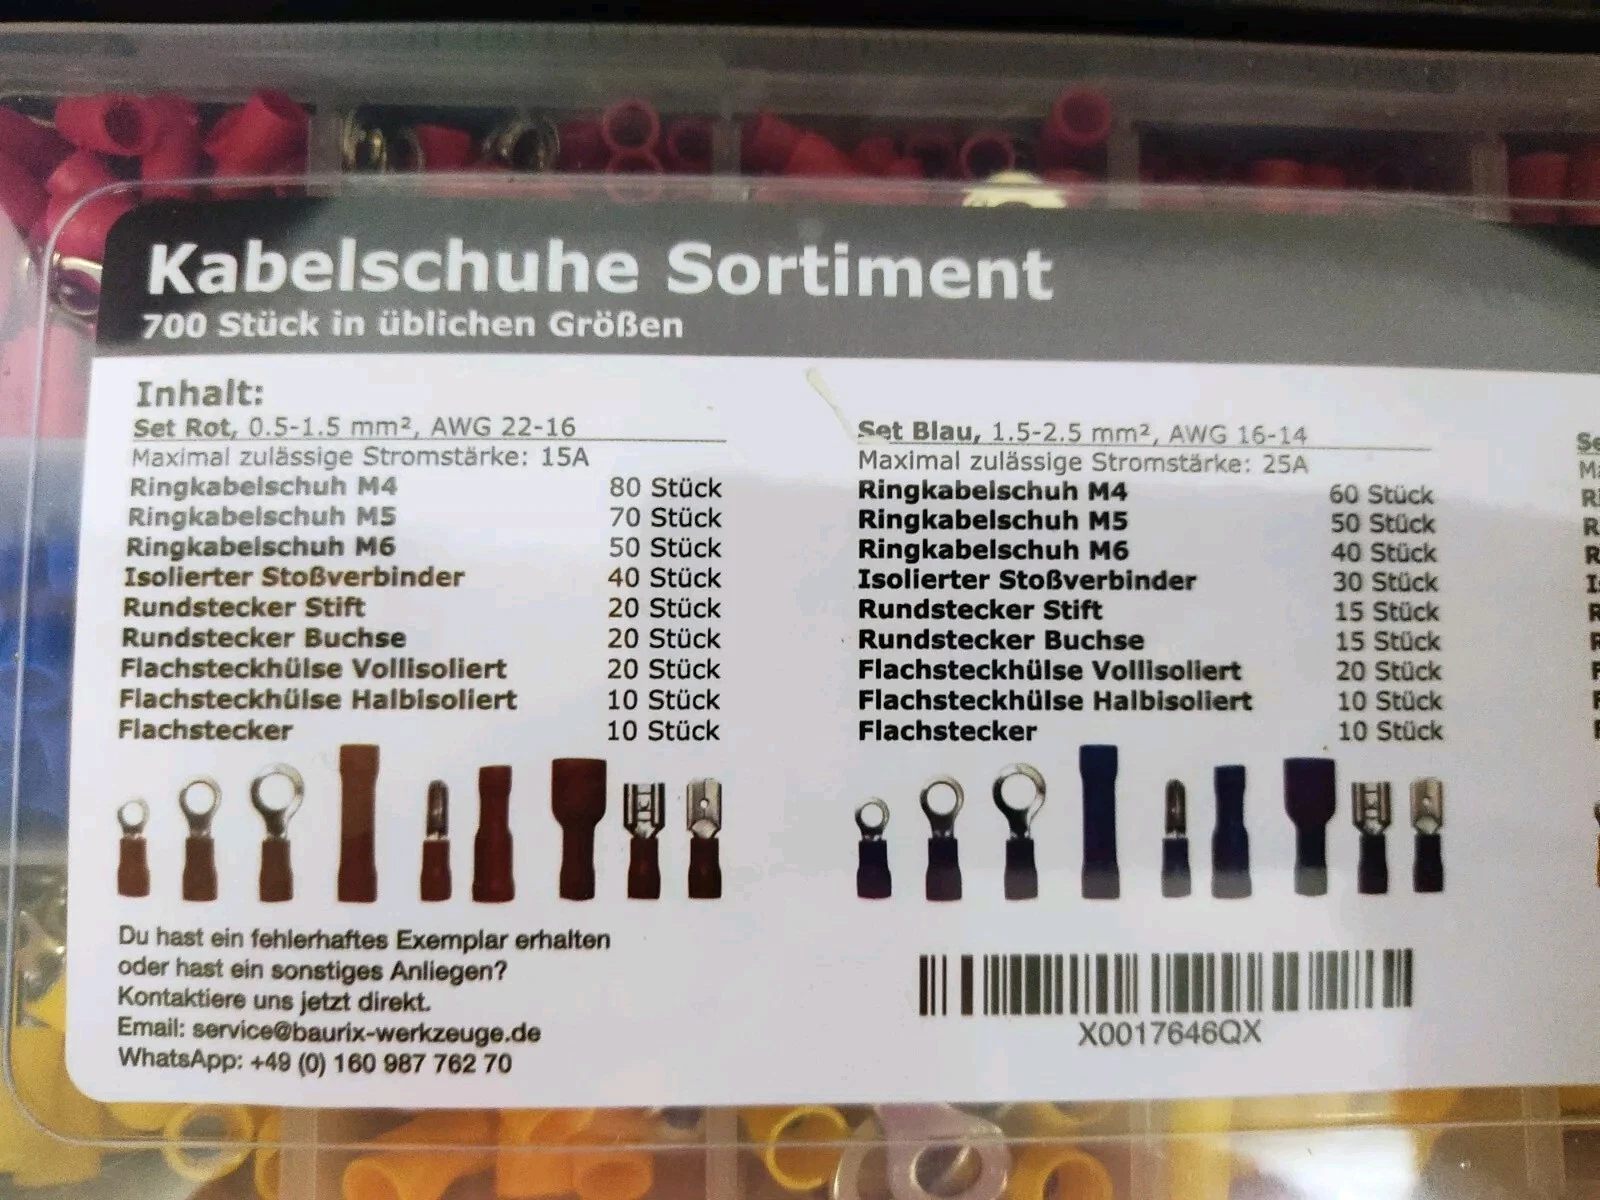 Kabelschuhe Sortiment
700 Stück in üblichen Größen
Inhalt:
Set Rot, 0.5-1.5 mm², AWG 22-16
Maximal zulässige Stromstärke: 15A
Ringkabelschuh M4 80 Stück
Ringkabelschuh M5 70 Stück
Ringkabelschuh M6 50 Stück
Isolierter Stoßverbinder 40 Stück
Rundstecker Stift 20 Stück
Rundstecker Buchse 20 Stück
Flachsteckhülse Vollisoliert 20 Stück
Flachsteckhülse Halbisoliert 10 Stück
Flachstecker 10 Stück
Du hast ein fehlerhaftes Exemplar erhalten
oder hast ein sonstiges Anliegen?
Kontaktiere uns jetzt direkt.
Email: service@baurix-werkzeuge.de
WhatsApp: +49 (0) 160 987 762 70
Set Blau, 1.5-2.5 mm², AWG 16-14
Maximal zulässige Stromstärke: 25A
Ringkabelschuh M4 60 Stück
Ringkabelschuh M5 50 Stück
Ringkabelschuh M6 40 Stück
Isolierter Stoßverbinder 30 Stück
Rundstecker Stift 15 Stück
Rundstecker Buchse 15 Stück
Flachsteckhülse Vollisoliert 20 Stück
Flachsteckhülse Halbisoliert 10 Stück
Flachstecker 10 Stück
X0017646QX